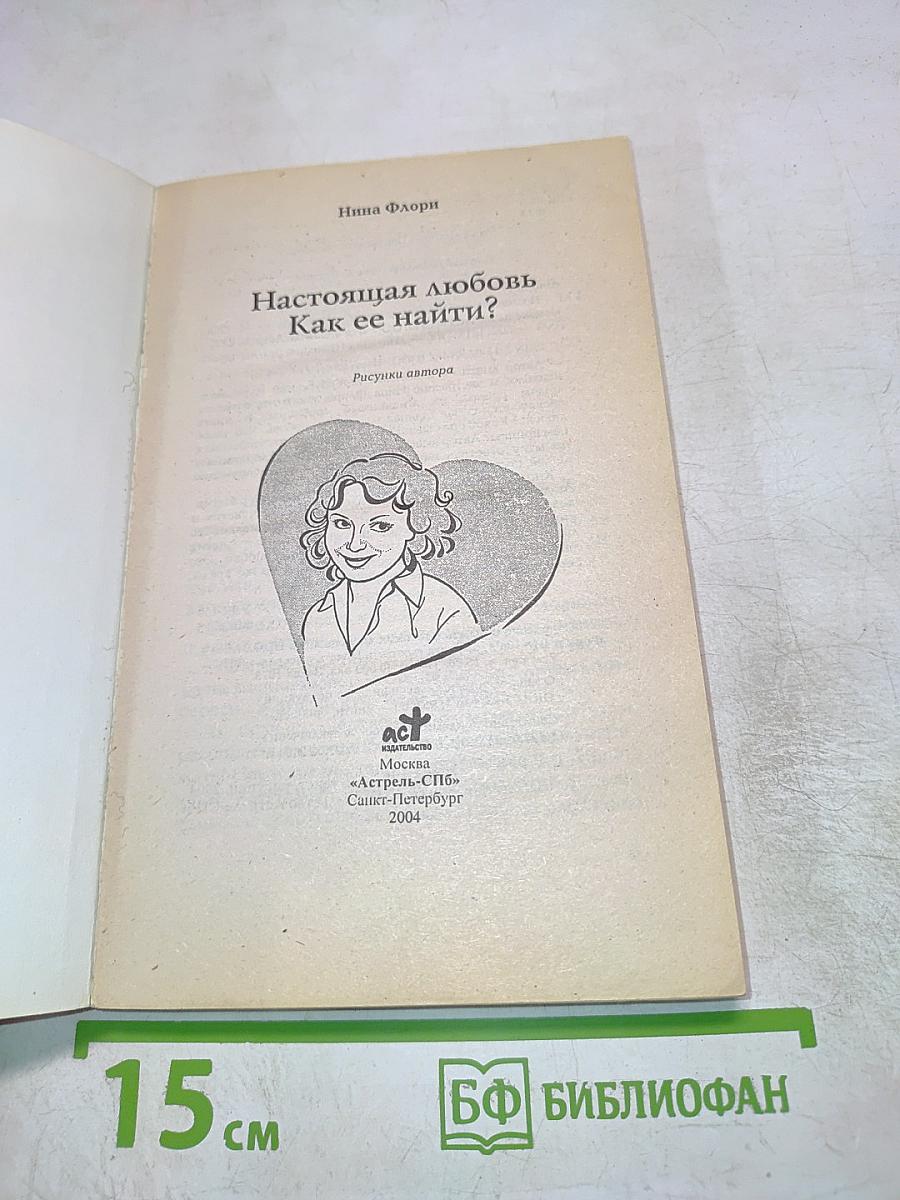 Нина Флори
Настоящая любовь
Как ее найти?
Рисунки автора
аст
ИЗДАТЕЛЬСТВО
Москва
«Астрель-СПб»
Санкт-Петербург
2004
15 см
БФ БИБЛИОФАН